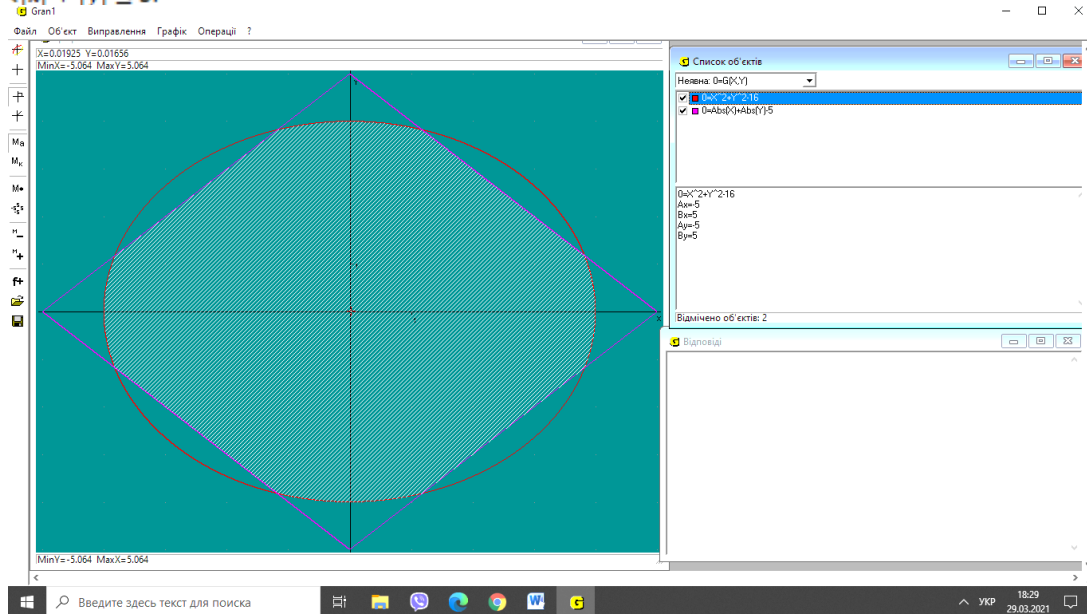 Gran1
Файл Об'єкт Виправлення Графік Операції ?
X=0.01925 Y=0.01656
MinX=-5.064 MaxY=5.064
Y
X
MinY=-5.064 MaxX=5.064
Ma
Mк
M
M
M
f+
Список об'єктів
Неявна: 0=G(X,Y)
0=X^2+Y^2-16
0=Abs(X)+Abs(Y)-5
0=X^2+Y^2-16
Ax=-5
Bx=5
Ay=-5
By=5
Відмічено об'єктів: 2
Відповіді
Введите здесь текст для поиска
УКР
18:29
29.03.2021